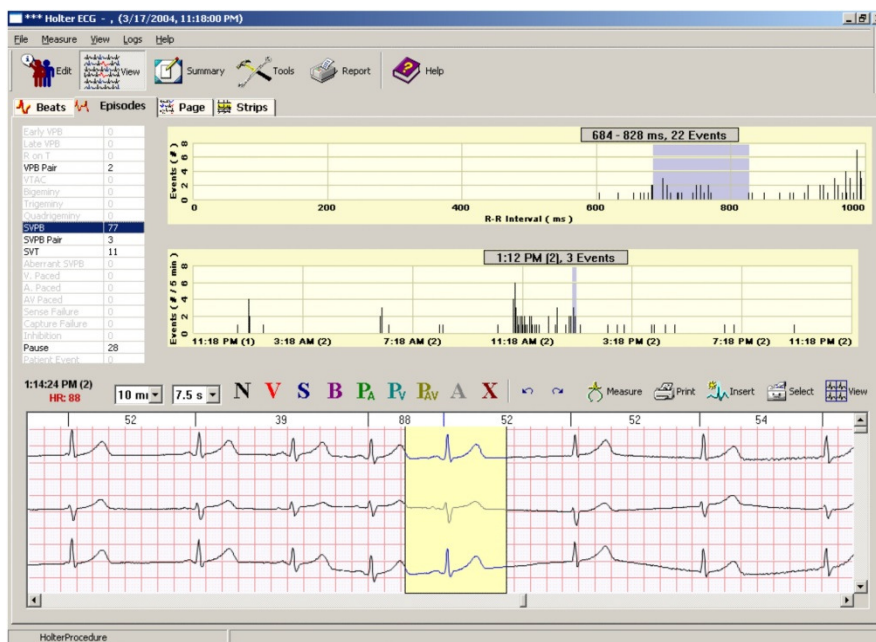 *** Holter ECG - , (3/17/2004, 11:18:00 PM)
File Measure View Logs Help
Edit View Summary Tools Report Help
Beats Episodes Page Strips
Early VPB 0
Late VPB 0
R on T 0
VPB Pair 2
VTAC 0
Bigeminy 0
Trigeminy 0
Quadrigeminy 0
SVPB 77
SVPB Pair 3
SVT 11
Aberrant SVPB 0
V. Paced 0
A. Paced 0
AV Paced 0
Sense Failure 0
Capture Failure 0
Inhibition 0
Pause 28
Patient Event 0
684 - 828 ms, 22 Events
Events ( # )
8
6
4
2
0
0 200 400 600 800 1000
R-R Interval ( ms )
1:12 PM (2), 3 Events
Events ( # / 5 min )
8
6
4
2
0
11:18 PM (1) 3:18 AM (2) 7:18 AM (2) 11:18 AM (2) 3:18 PM (2) 7:18 PM (2) 11:18 PM (2)
1:14:24 PM (2)
HR: 88
10 mı 7.5 s N V S B PA PV PAV A X Measure Print Insert Select View
52 39 88 52 52 54
HolterProcedure